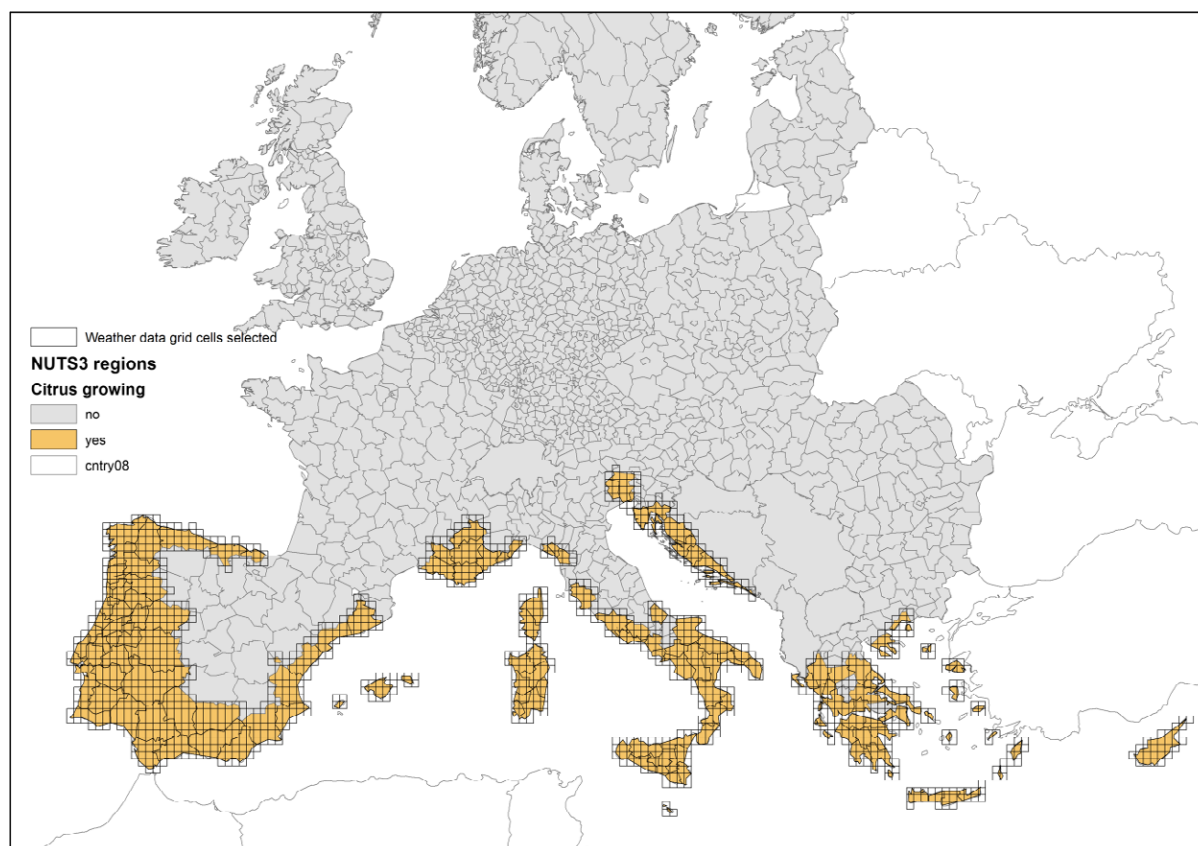 Weather data grid cells selected
NUTS3 regions
Citrus growing
no
yes
cntry08